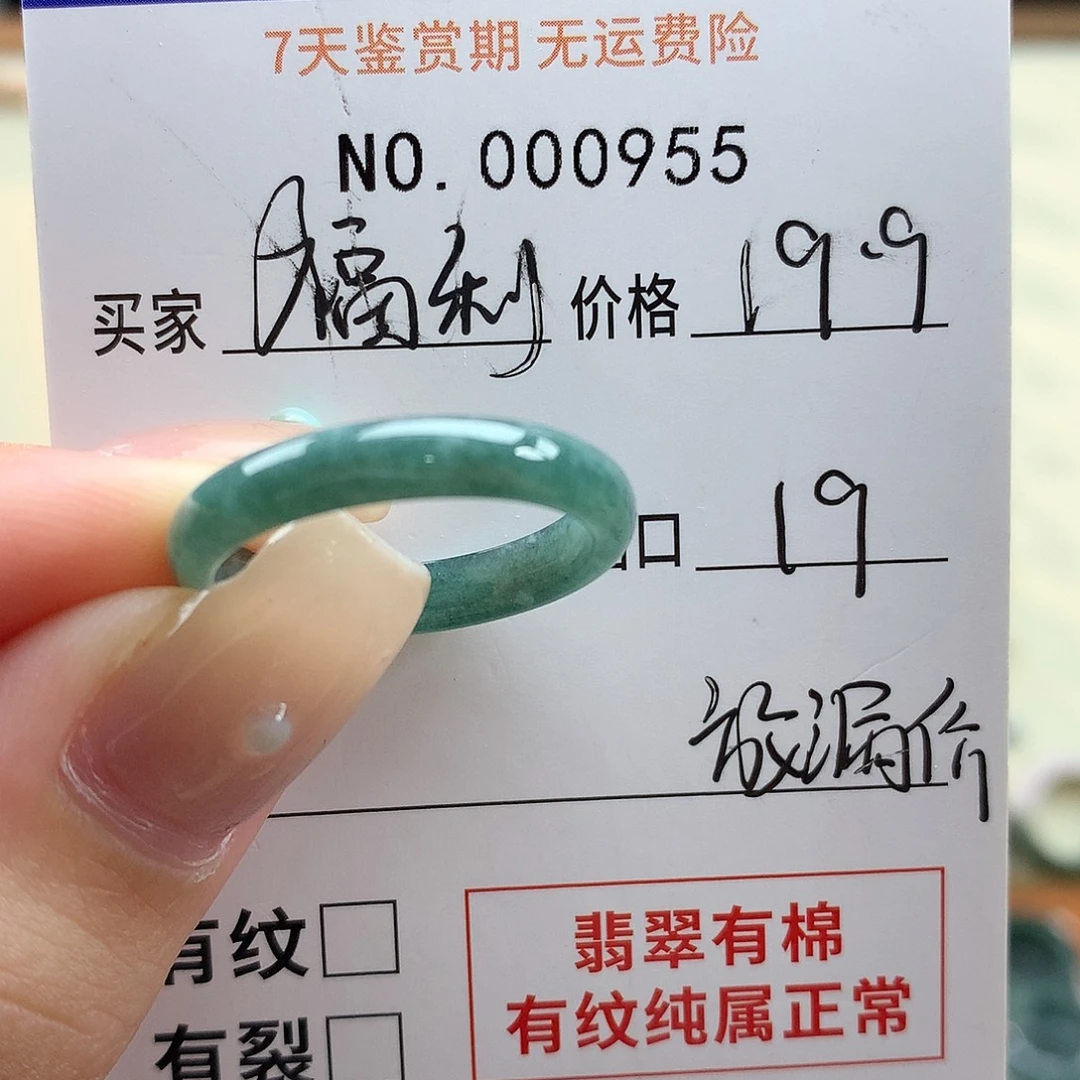 7天鉴赏期 无运费险
NO. 000955
买家 福利 价格 199
口 19
放漏价
有纹
有裂
翡翠有棉
有纹纯属正常